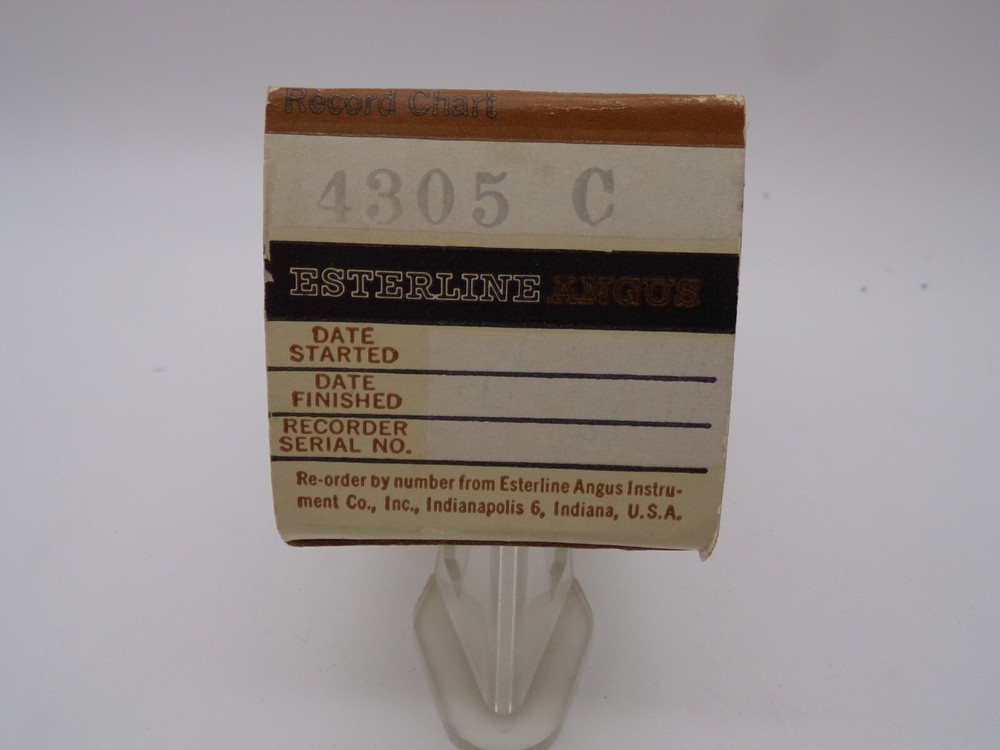 Record Chart
4305 C
ESTERLINE ANGUS
DATE
STARTED
DATE
FINISHED
RECORDER
SERIAL NO.
Re-order by number from Esterline Angus Instru-
ment Co., Inc., Indianapolis 6, Indiana, U.S.A.